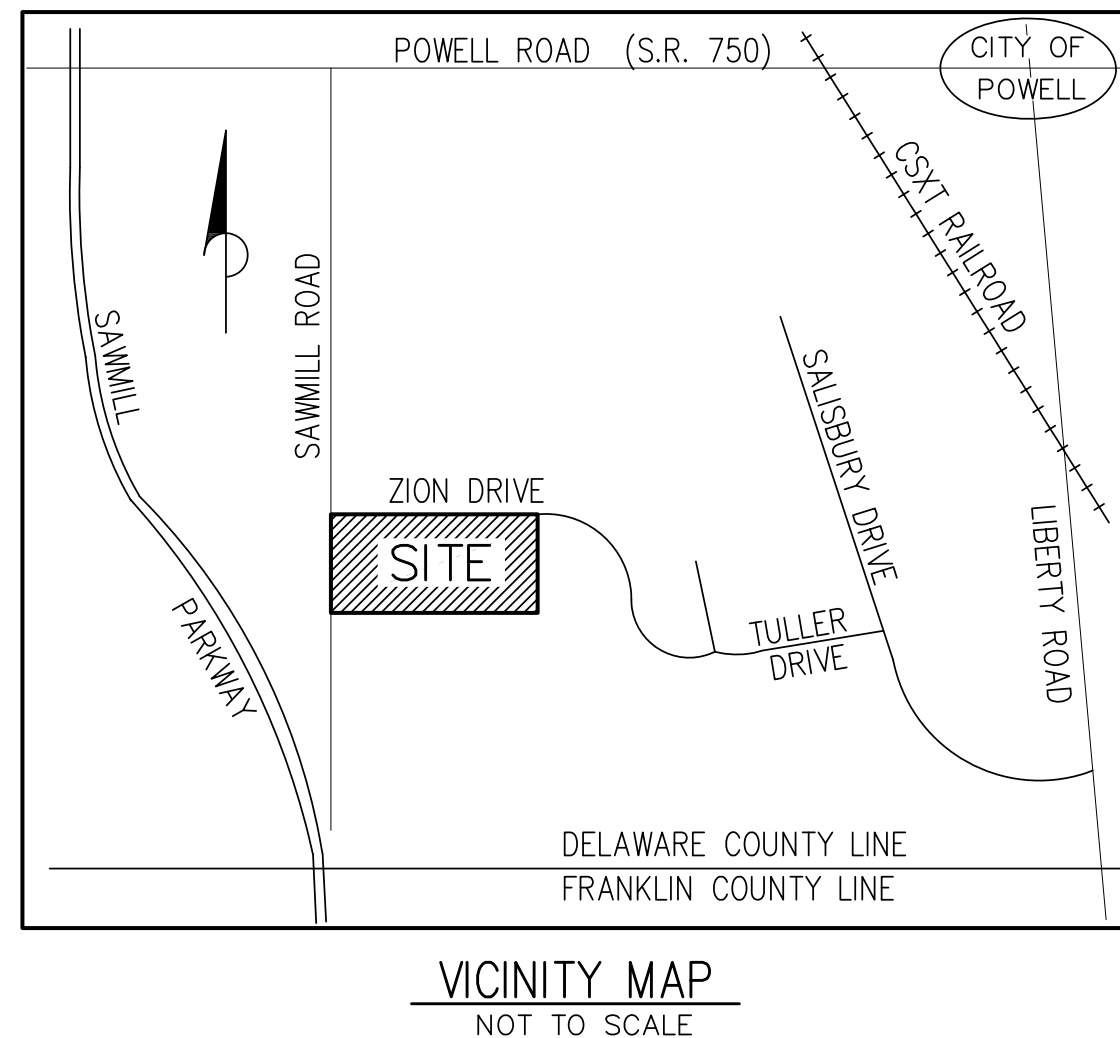 POWELL ROAD (S.R. 750)
CITY OF
POWELL
CSXT RAILROAD
SAWMILL ROAD
SAWMILL
PARKWAY
SALISBURY DRIVE
ZION DRIVE
SITE
LIBERTY ROAD
TULLER
DRIVE
DELAWARE COUNTY LINE
FRANKLIN COUNTY LINE
VICINITY MAP
NOT TO SCALE